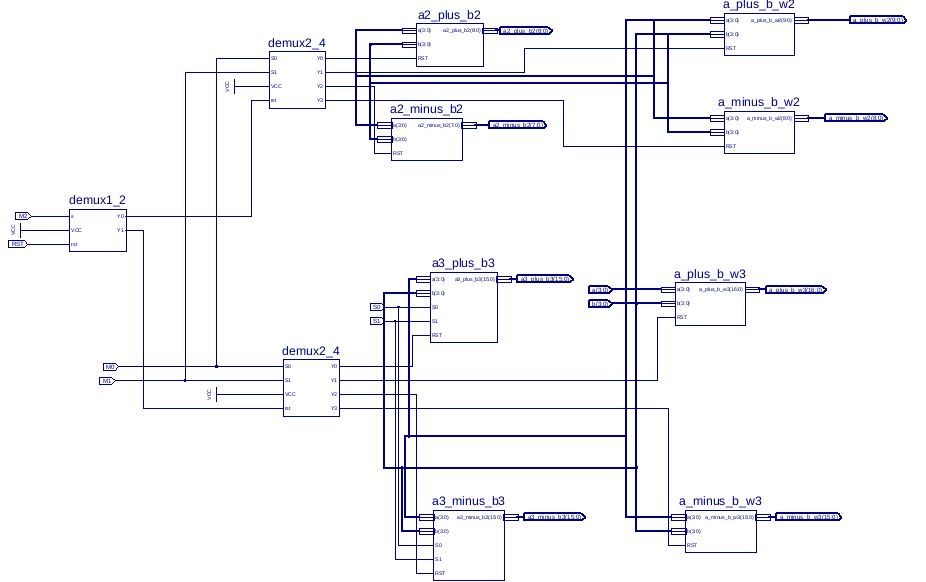 a2_plus_b2
a(3:0) a2_plus_b2(8:0) a2_plus_b2(8:0)
b(3:0)
RST
a_plus_b_w2
a(3:0) a_plus_b_w2(9:0) a_plus_b_w2(9:0)
b(3:0)
RST
demux2_4
S0 Y0
S1 Y1
VCC VCC Y2
rst Y3
a2_minus_b2
a(3:0) a2_minus_b2(7:0) a2_minus_b2(7:0)
b(3:0)
RST
a_minus_b_w2
a(3:0) a_minus_b_w2(8:0) a_minus_b_w2(8:0)
b(3:0)
RST
demux1_2
M2 s Y0
VCC VCC Y1
RST rst
a3_plus_b3
a(3:0) a3_plus_b3(15:0) a3_plus_b3(15:0)
b(3:0)
S0 S0
S1 S1
RST
a_plus_b_w3
a(3:0) a(3:0) a_plus_b_w3(16:0) a_plus_b_w3(16:0)
b(3:0) b(3:0)
RST
demux2_4
M0 S0 Y0
M1 S1 Y1
VCC VCC Y2
rst Y3
a3_minus_b3
a(3:0) a3_minus_b3(15:0) a3_minus_b3(15:0)
b(3:0)
S0
S1
RST
a_minus_b_w3
a(3:0) a_minus_b_w3(15:0) a_minus_b_w3(15:0)
b(3:0)
RST